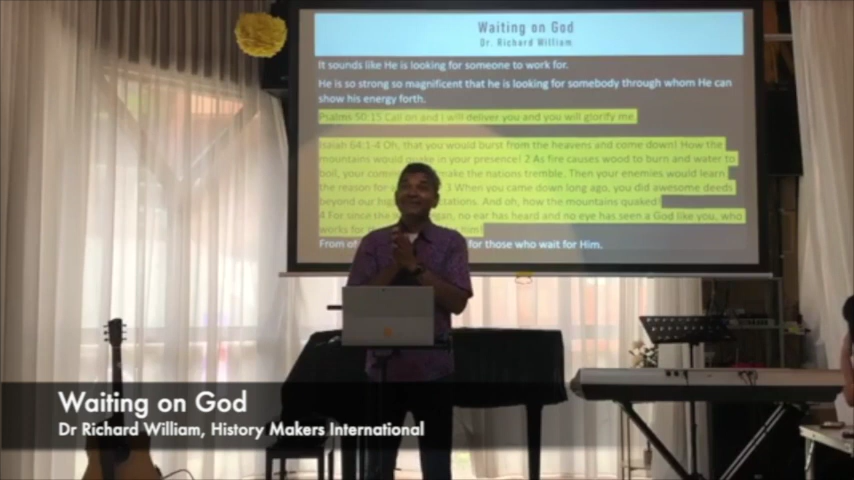 Waiting on God
Dr. Richard William
It sounds like He is looking for someone to work for.
He is so strong so magnificent that he is looking for somebody through whom He can
show his energy forth.
Psalms 50:15 Call on and I will deliver you and you will glorify me
Isaiah 64:1-4 Oh, that you would burst from the heavens and come down! How the
mountains would in your presence! 2 As fire causes wood to burn and water to
boil, your the nations tremble. Then your enemies would learn
the reason for 3 When you came down long ago, you did awesome deeds
beyond our And oh, how the mountains quaked!
4 For since the no ear has heard and no eye has seen a God like you, who
works for
From for those who wait for Him.
Waiting on God
Dr Richard William, History Makers International